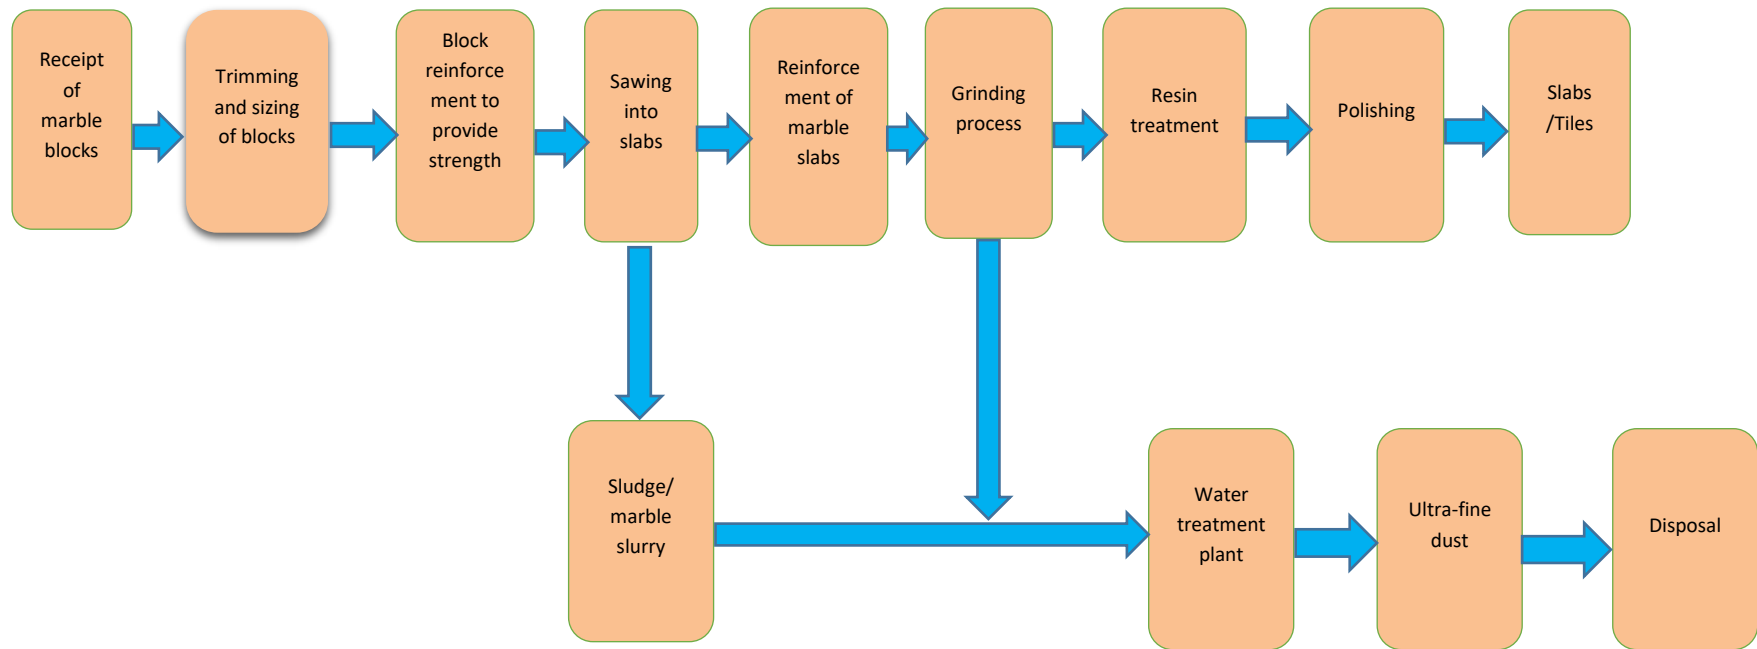 Receipt
of
marble
blocks
Trimming
and sizing
of blocks
Block
reinforce
ment to
provide
strength
Sawing
into
slabs
Reinforce
ment of
marble
slabs
Grinding
process
Resin
treatment
Polishing
Slabs
/Tiles
Sludge/
marble
slurry
Water
treatment
plant
Ultra-fine
dust
Disposal